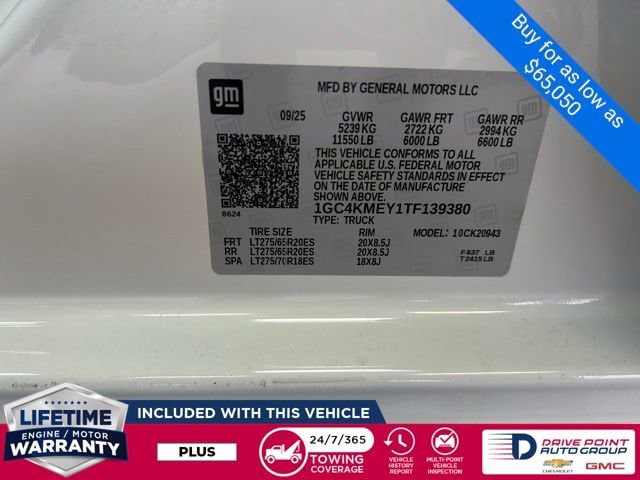 Buy for as low as
$65,050
gm
MFD BY GENERAL MOTORS LLC
09/25 GVWR GAWR FRT GAWR RR
5239 KG 2722 KG 2994 KG
11550 LB 6000 LB 6600 LB
THIS VEHICLE CONFORMS TO ALL
APPLICABLE U.S. FEDERAL MOTOR
VEHICLE SAFETY STANDARDS IN EFFECT
ON THE DATE OF MANUFACTURE
SHOWN ABOVE.
1GC4KMEY1TF139380
TYPE: TRUCK
8624
TIRE SIZE RIM MODEL: 10CK20943
FRT LT275/65R20ES 20X8.5J
RR LT275/65R20ES 20X8.5J
SPA LT275/70R18ES 18X8J
F837 LB
T2415LB
LIFETIME
ENGINE / MOTOR
WARRANTY
INCLUDED WITH THIS VEHICLE
PLUS
24/7/365
TOWING
COVERAGE
VEHICLE
HISTORY
REPORT
MULTI-POINT
VEHICLE
INSPECTION
D
DRIVE POINT
AUTO GROUP
CHEVROLET GMC